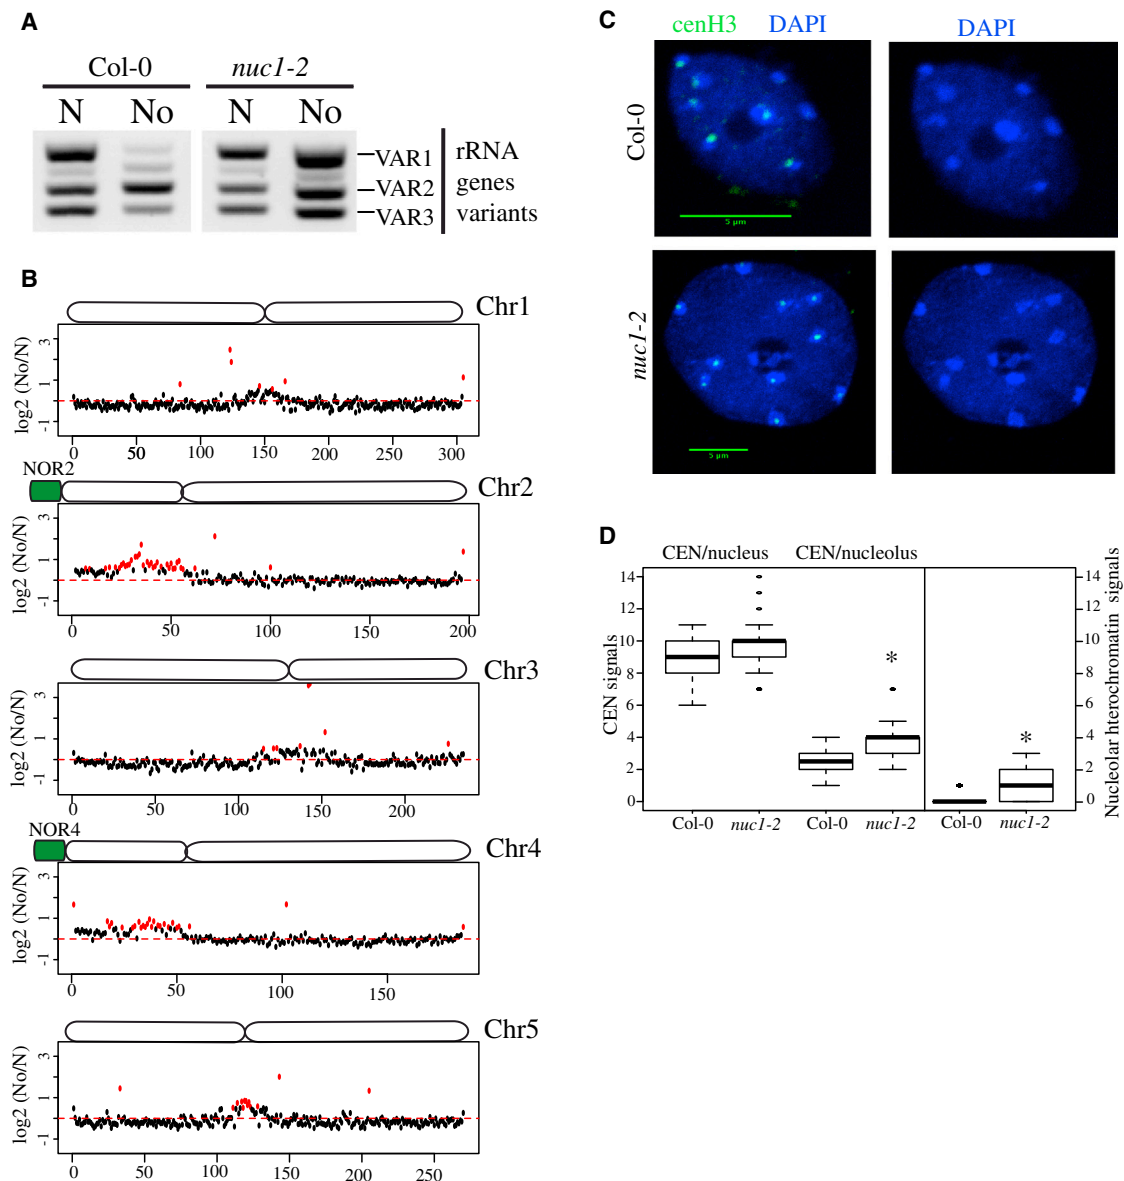 A
Col-0 nuc1-2
N No N No
VAR1
VAR2
VAR3
rRNA
genes
variants
B
Chr1
log2 (No/N)
3
1
-1
0 50 100 150 200 250 300
NOR2
Chr2
log2 (No/N)
3
1
-1
0 50 100 150 200
Chr3
log2 (No/N)
3
1
-1
0 50 100 150 200
NOR4
Chr4
log2 (No/N)
3
1
-1
0 50 100 150
Chr5
log2 (No/N)
3
1
-1
0 50 100 150 200 250
C
cenH3 DAPI DAPI
Col-0
5 µm
nuc1-2
5 µm
D
CEN/nucleus CEN/nucleolus
CEN signals
14
12
10
8
6
4
2
0
* *
14
12
10
8
6
4
2
0
Nucleolar hterochromatin signals
Col-0 nuc1-2 Col-0 nuc1-2 Col-0 nuc1-2